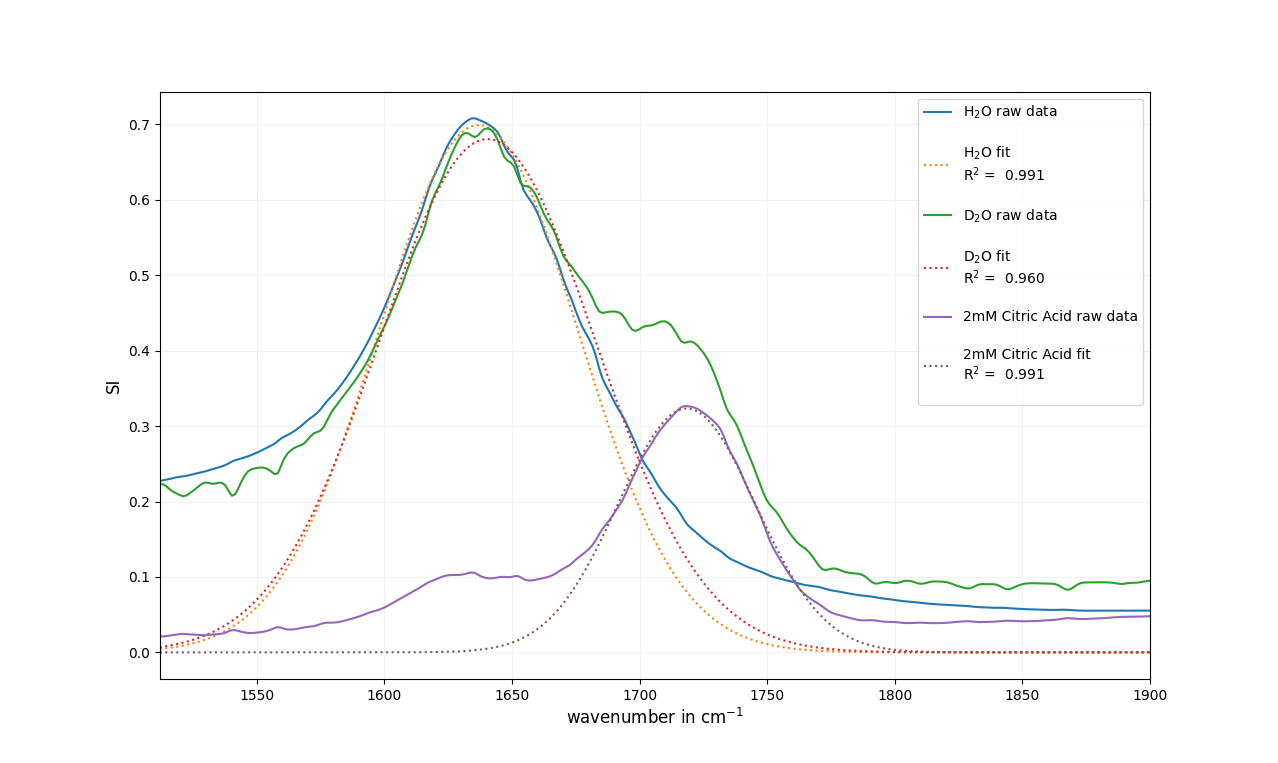 SI
0.7
0.6
0.5
0.4
0.3
0.2
0.1
0.0
1550 1600 1650 1700 1750 1800 1850 1900
wavenumber in cm⁻¹
H₂O raw data
H₂O fit
R² = 0.991
D₂O raw data
D₂O fit
R² = 0.960
2mM Citric Acid raw data
2mM Citric Acid fit
R² = 0.991